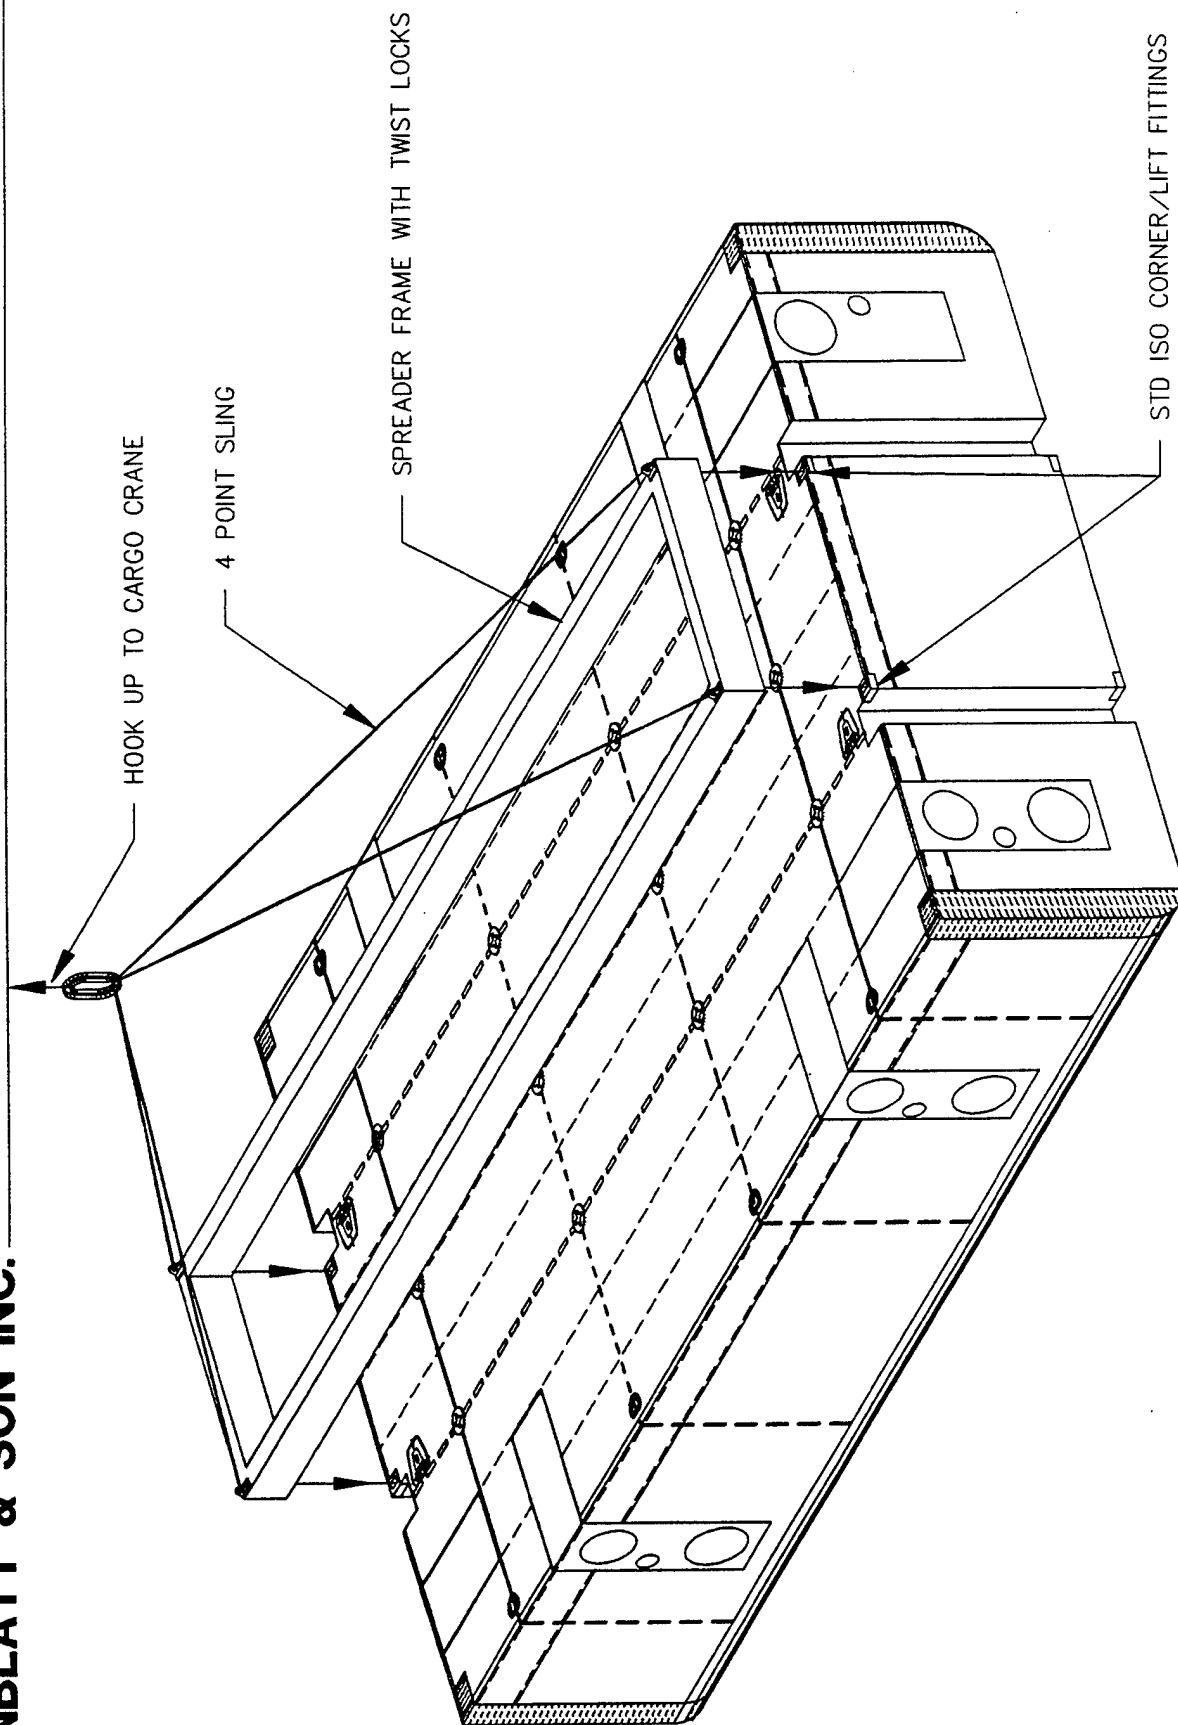 HOOK UP TO CARGO CRANE
4 POINT SLING
SPREADER FRAME WITH TWIST LOCKS
STD ISO CORNER/LIFT FITTINGS
& SON INC.